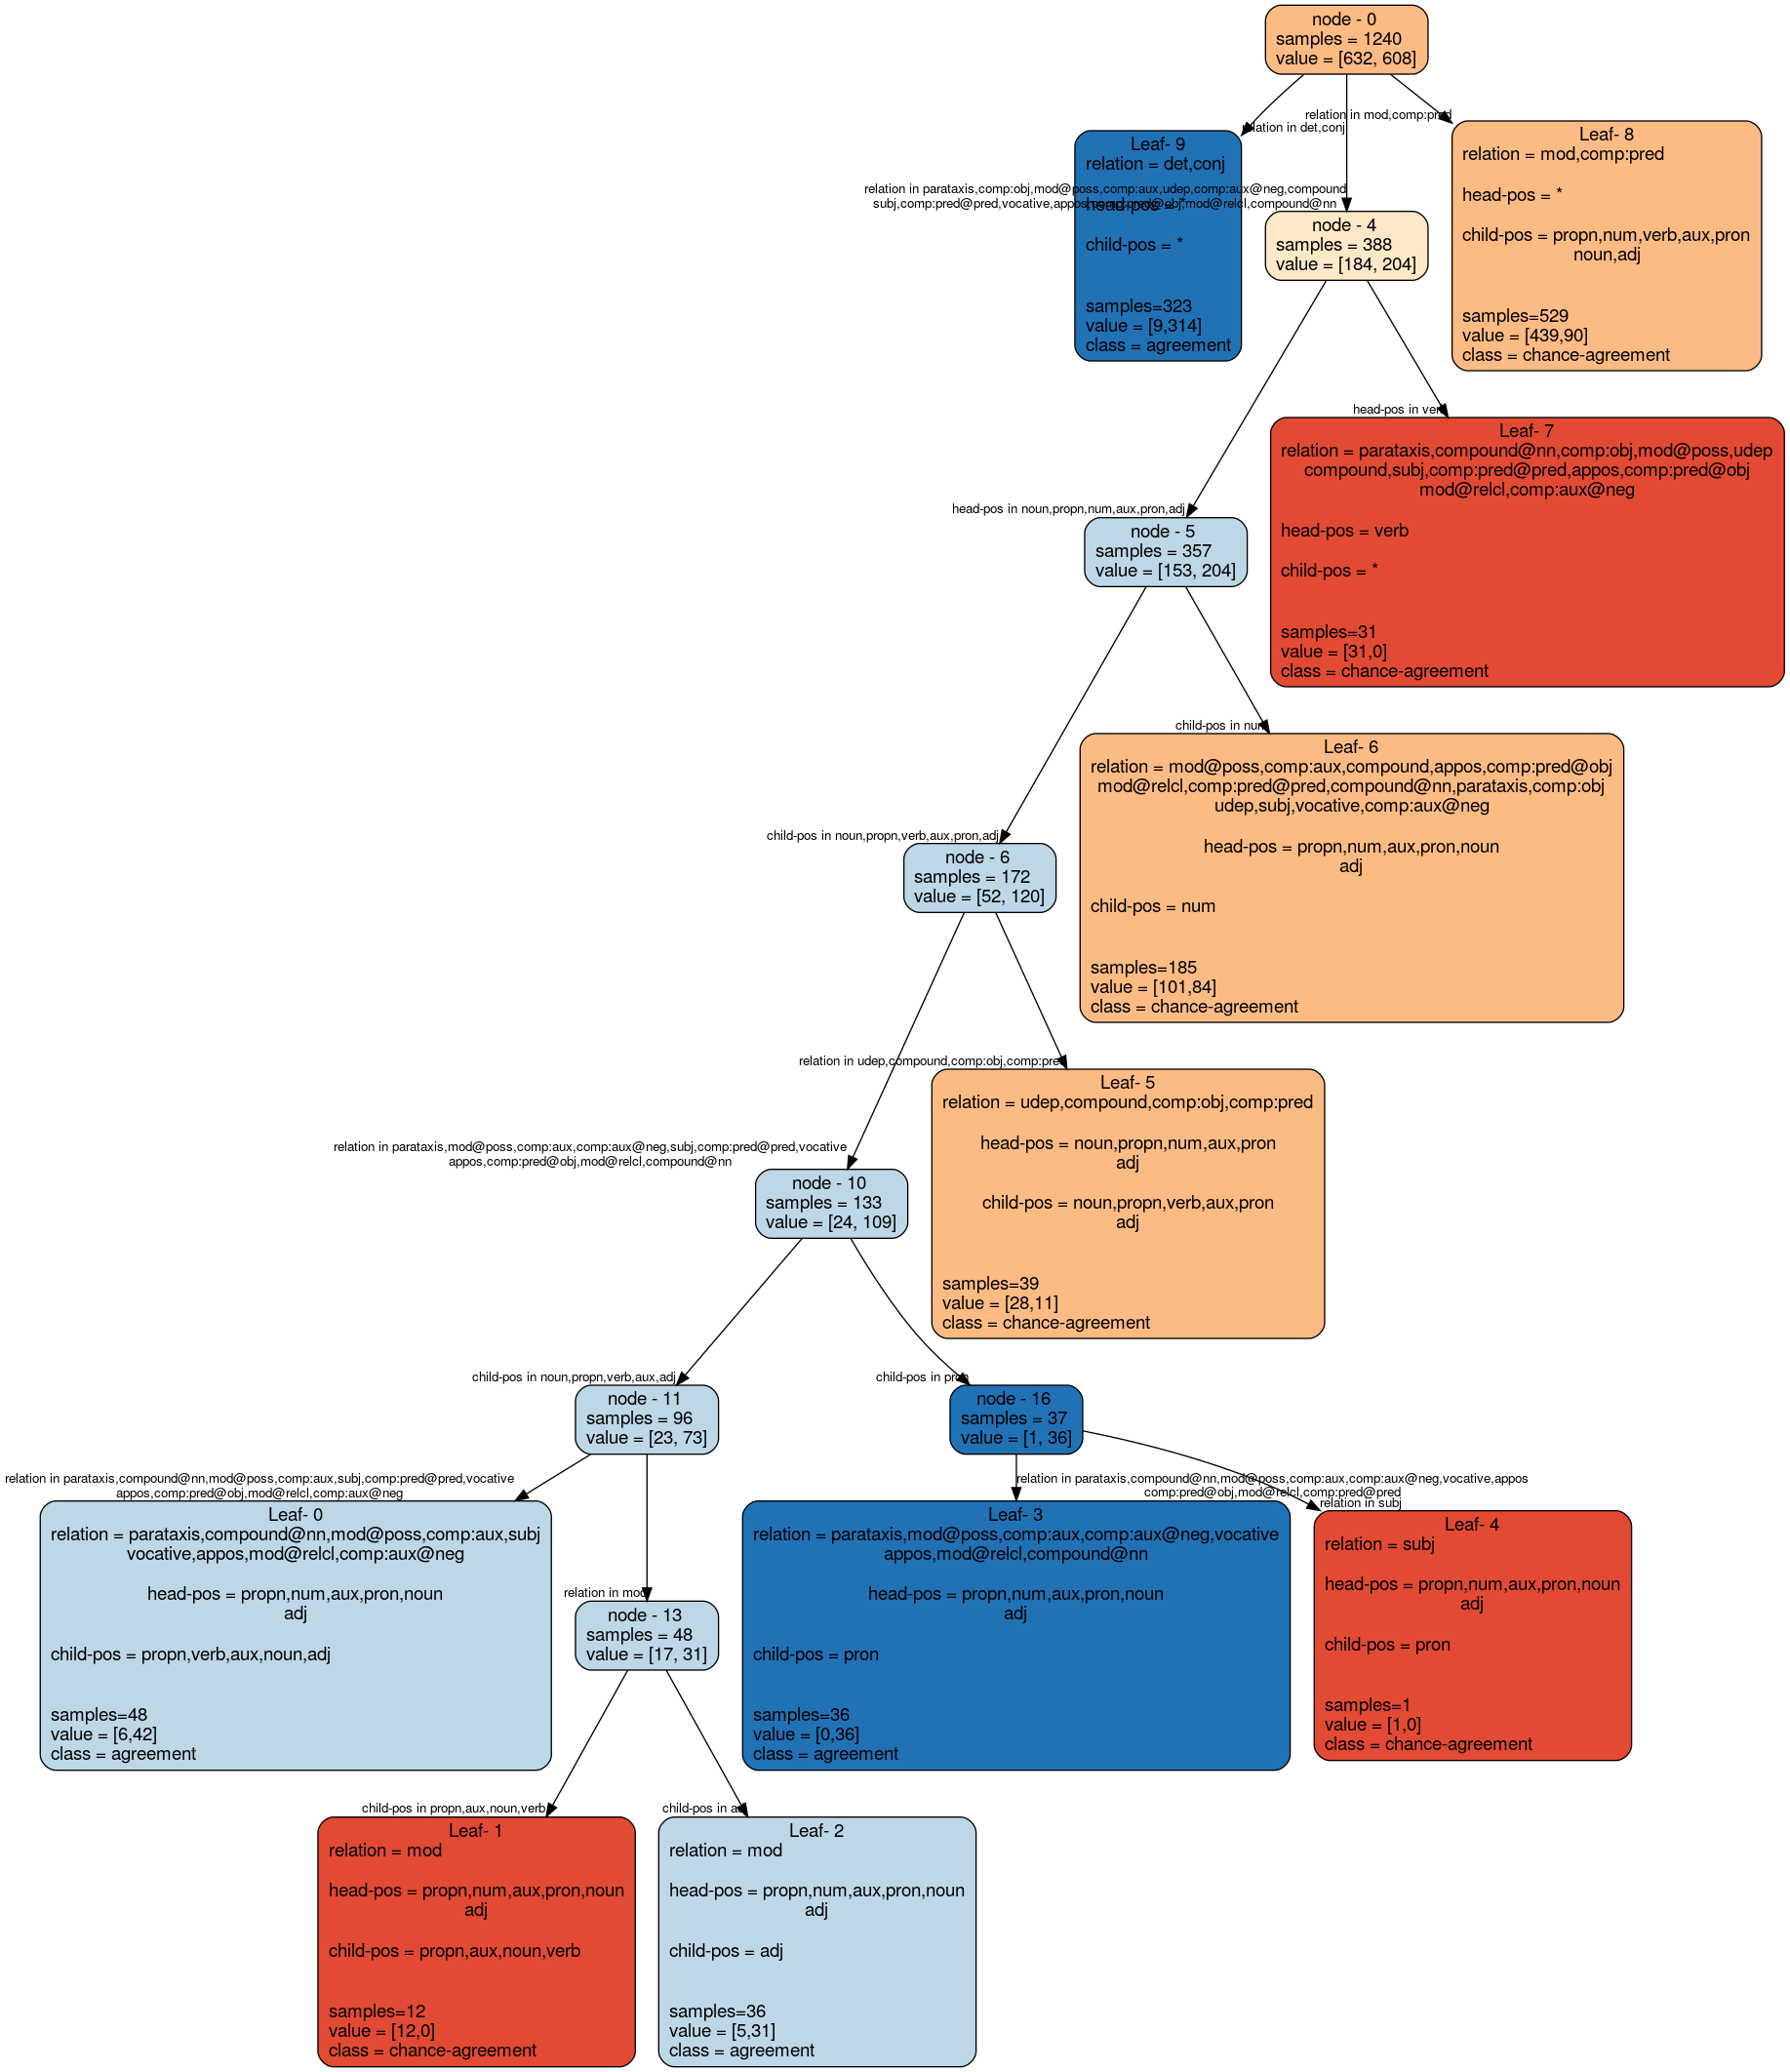 node - 0
samples = 1240
value = [632, 608]
relation in mod,comp:pred
relation in det,conj
Leaf- 9
relation = det,conj
head-pos = *
child-pos = *
samples=323
value = [9,314]
class = agreement
relation in parataxis,comp:obj,mod@poss,comp:aux,udep,comp:aux@neg,compound
subj,comp:pred@pred,vocative,appos,comp:pred@obj,mod@relcl,compound@nn
node - 4
samples = 388
value = [184, 204]
Leaf- 8
relation = mod,comp:pred
head-pos = *
child-pos = propn,num,verb,aux,pron
noun,adj
samples=529
value = [439,90]
class = chance-agreement
head-pos in verb
Leaf- 7
relation = parataxis,compound@nn,comp:obj,mod@poss,udep
compound,subj,comp:pred@pred,appos,comp:pred@obj
mod@relcl,comp:aux@neg
head-pos = verb
child-pos = *
samples=31
value = [31,0]
class = chance-agreement
head-pos in noun,propn,num,aux,pron,adj
node - 5
samples = 357
value = [153, 204]
child-pos in num
Leaf- 6
relation = mod@poss,comp:aux,compound,appos,comp:pred@obj
mod@relcl,comp:pred@pred,compound@nn,parataxis,comp:obj
udep,subj,vocative,comp:aux@neg
head-pos = propn,num,aux,pron,noun
adj
child-pos = num
samples=185
value = [101,84]
class = chance-agreement
child-pos in noun,propn,verb,aux,pron,adj
node - 6
samples = 172
value = [52, 120]
relation in udep,compound,comp:obj,comp:pred
Leaf- 5
relation = udep,compound,comp:obj,comp:pred
head-pos = noun,propn,num,aux,pron
adj
child-pos = noun,propn,verb,aux,pron
adj
samples=39
value = [28,11]
class = chance-agreement
relation in parataxis,mod@poss,comp:aux,comp:aux@neg,subj,comp:pred@pred,vocative
appos,comp:pred@obj,mod@relcl,compound@nn
node - 10
samples = 133
value = [24, 109]
child-pos in noun,propn,verb,aux,adj
node - 11
samples = 96
value = [23, 73]
child-pos in pron
node - 16
samples = 37
value = [1, 36]
relation in parataxis,compound@nn,mod@poss,comp:aux,subj,comp:pred@pred,vocative
appos,comp:pred@obj,mod@relcl,comp:aux@neg
Leaf- 0
relation = parataxis,compound@nn,mod@poss,comp:aux,subj
vocative,appos,mod@relcl,comp:aux@neg
head-pos = propn,num,aux,pron,noun
adj
child-pos = propn,verb,aux,noun,adj
samples=48
value = [6,42]
class = agreement
relation in mod
node - 13
samples = 48
value = [17, 31]
relation in parataxis,compound@nn,mod@poss,comp:aux,comp:aux@neg,vocative,appos
comp:pred@obj,mod@relcl,comp:pred@pred
Leaf- 3
relation = parataxis,mod@poss,comp:aux,comp:aux@neg,vocative
appos,mod@relcl,compound@nn
head-pos = propn,num,aux,pron,noun
adj
child-pos = pron
samples=36
value = [0,36]
class = agreement
relation in subj
Leaf- 4
relation = subj
head-pos = propn,num,aux,pron,noun
adj
child-pos = pron
samples=1
value = [1,0]
class = chance-agreement
child-pos in propn,aux,noun,verb
Leaf- 1
relation = mod
head-pos = propn,num,aux,pron,noun
adj
child-pos = propn,aux,noun,verb
samples=12
value = [12,0]
class = chance-agreement
child-pos in adj
Leaf- 2
relation = mod
head-pos = propn,num,aux,pron,noun
adj
child-pos = adj
samples=36
value = [5,31]
class = agreement